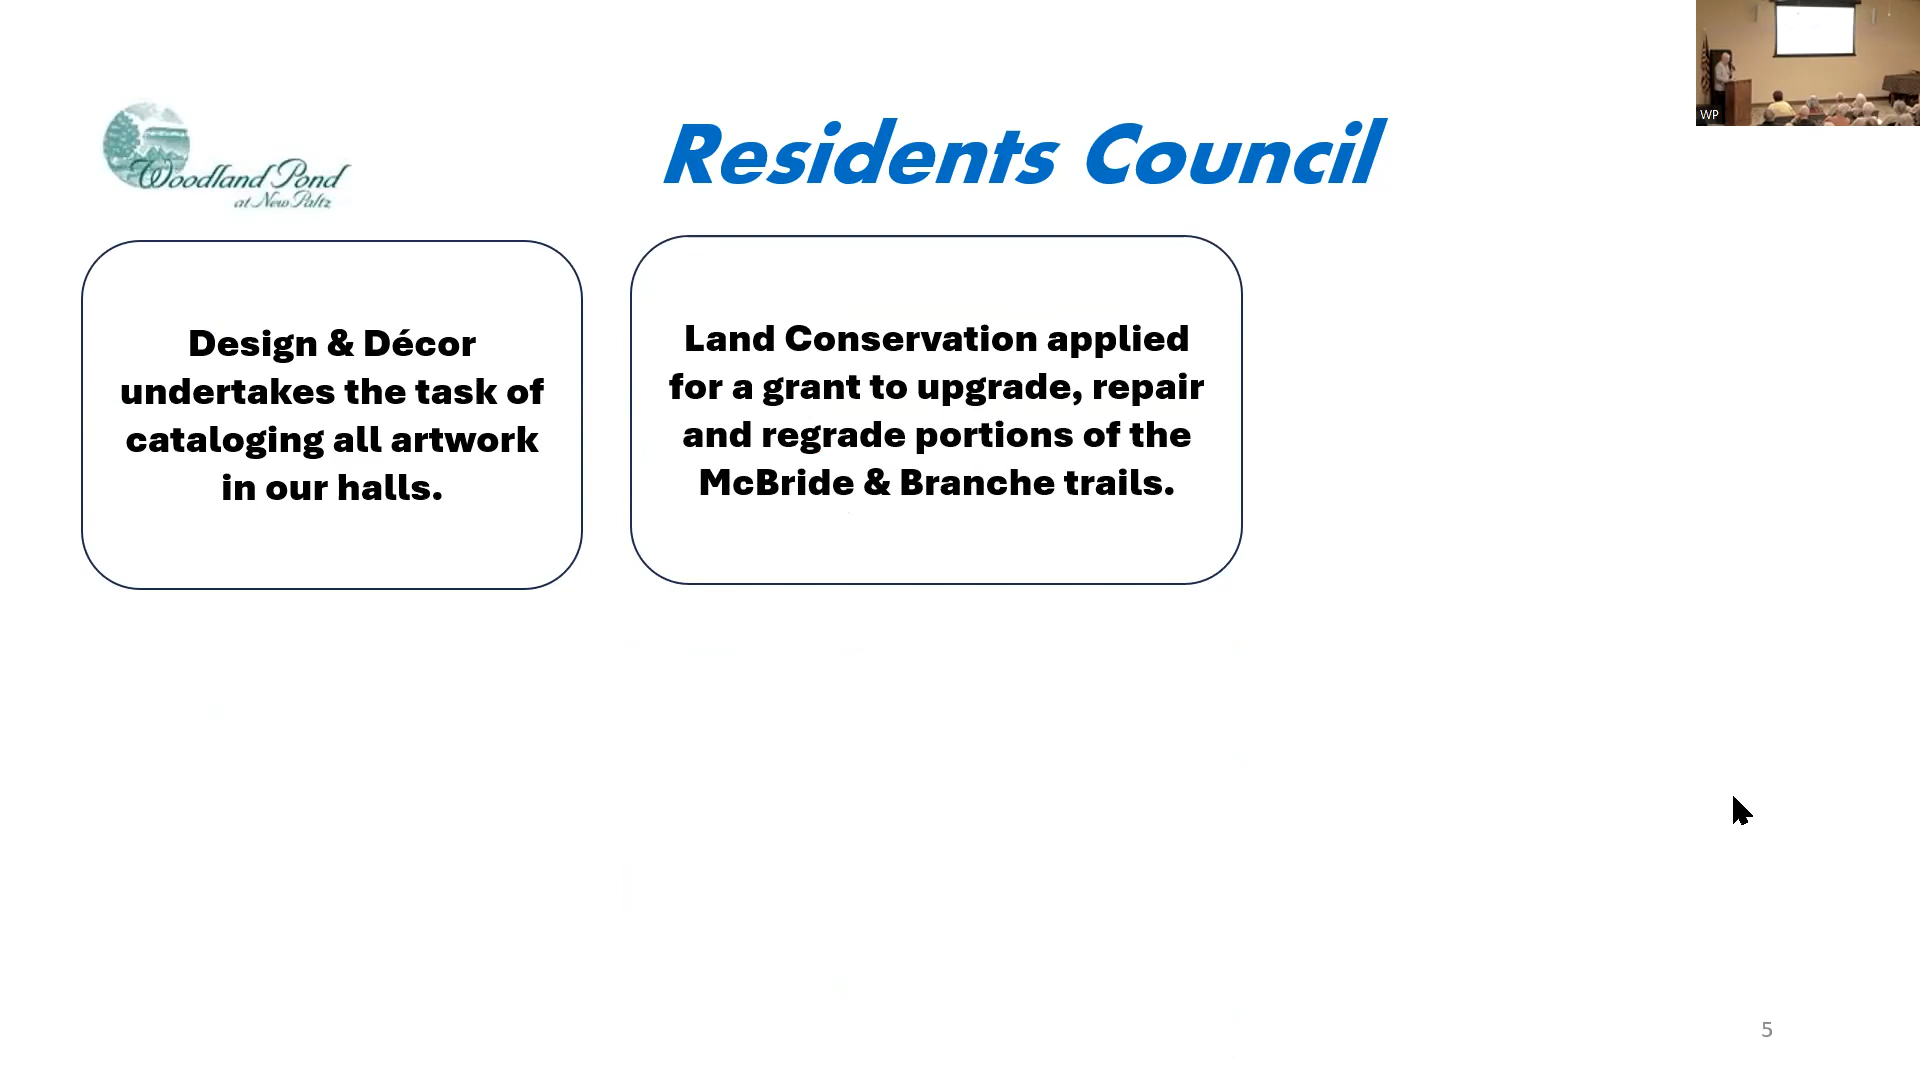 WP
Woodland Pond
at New Paltz
Residents Council
Design & Décor
undertakes the task of
cataloging all artwork
in our halls.
Land Conservation applied
for a grant to upgrade, repair
and regrade portions of the
McBride & Branche trails.
5